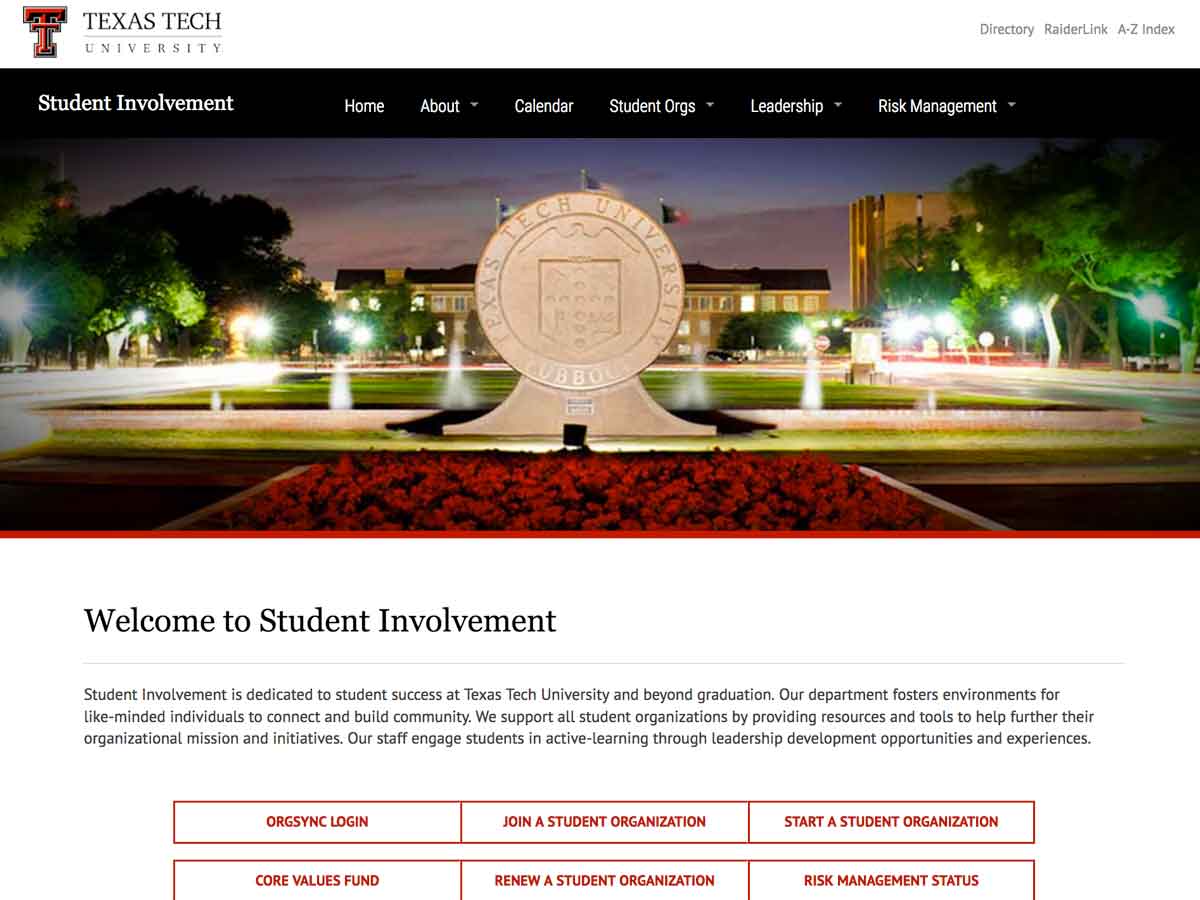 TEXAS TECH
UNIVERSITY
Directory RaiderLink A-Z Index
Student Involvement
Home About Calendar Student Orgs Leadership Risk Management
TEXAS TECH UNIVERSITY
Welcome to Student Involvement
Student Involvement is dedicated to student success at Texas Tech University and beyond graduation. Our department fosters environments for
like-minded individuals to connect and build community. We support all student organizations by providing resources and tools to help further their
organizational mission and initiatives. Our staff engage students in active-learning through leadership development opportunities and experiences.
ORGSYNC LOGIN JOIN A STUDENT ORGANIZATION START A STUDENT ORGANIZATION
CORE VALUES FUND RENEW A STUDENT ORGANIZATION RISK MANAGEMENT STATUS